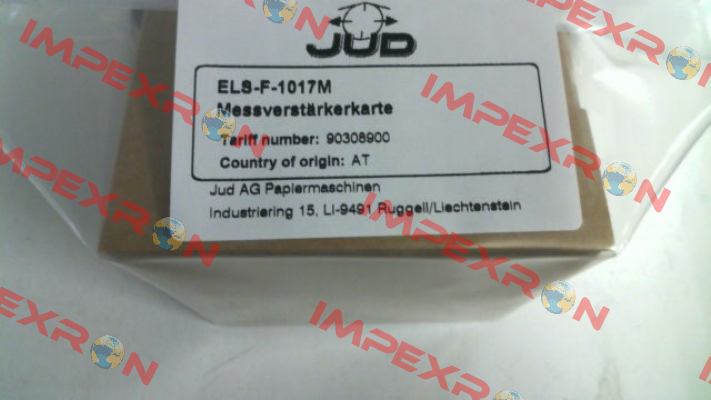 JUD
ELS-F-1017M
Messverstärkerkarte
Tariff number: 90308900
Country of origin: AT
Jud AG Papiermaschinen
Industriering 15, LI-9491 Ruggell/Liechtenstein
IMPEXRON
IMPEXRON
IMPEXRON
IMPEXRON
IMPEXRON
IMPEXRON
IMPEXRON